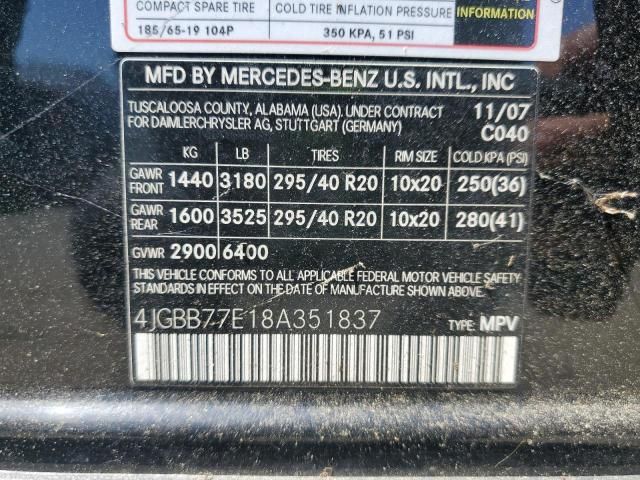 COMPACT SPARE TIRE COLD TIRE INFLATION PRESSURE
185/65-19 104P 350 KPA, 51 PSI
INFORMATION
MFD BY MERCEDES-BENZ U.S. INTL., INC
TUSCALOOSA COUNTY, ALABAMA (USA). UNDER CONTRACT 11/07
FOR DAIMLERCHRYSLER AG, STUTTGART (GERMANY) C040
KG LB TIRES RIM SIZE COLD KPA (PSI)
GAWR FRONT 1440 3180 295/40 R20 10x20 250(36)
GAWR REAR 1600 3525 295/40 R20 10x20 280(41)
GVWR 2900 6400
THIS VEHICLE CONFORMS TO ALL APPLICABLE FEDERAL MOTOR VEHICLE SAFETY
STANDARDS IN EFFECT ON THE DATE OF MANUFACTURE SHOWN ABOVE.
4JGBB77E18A351837 TYPE: MPV